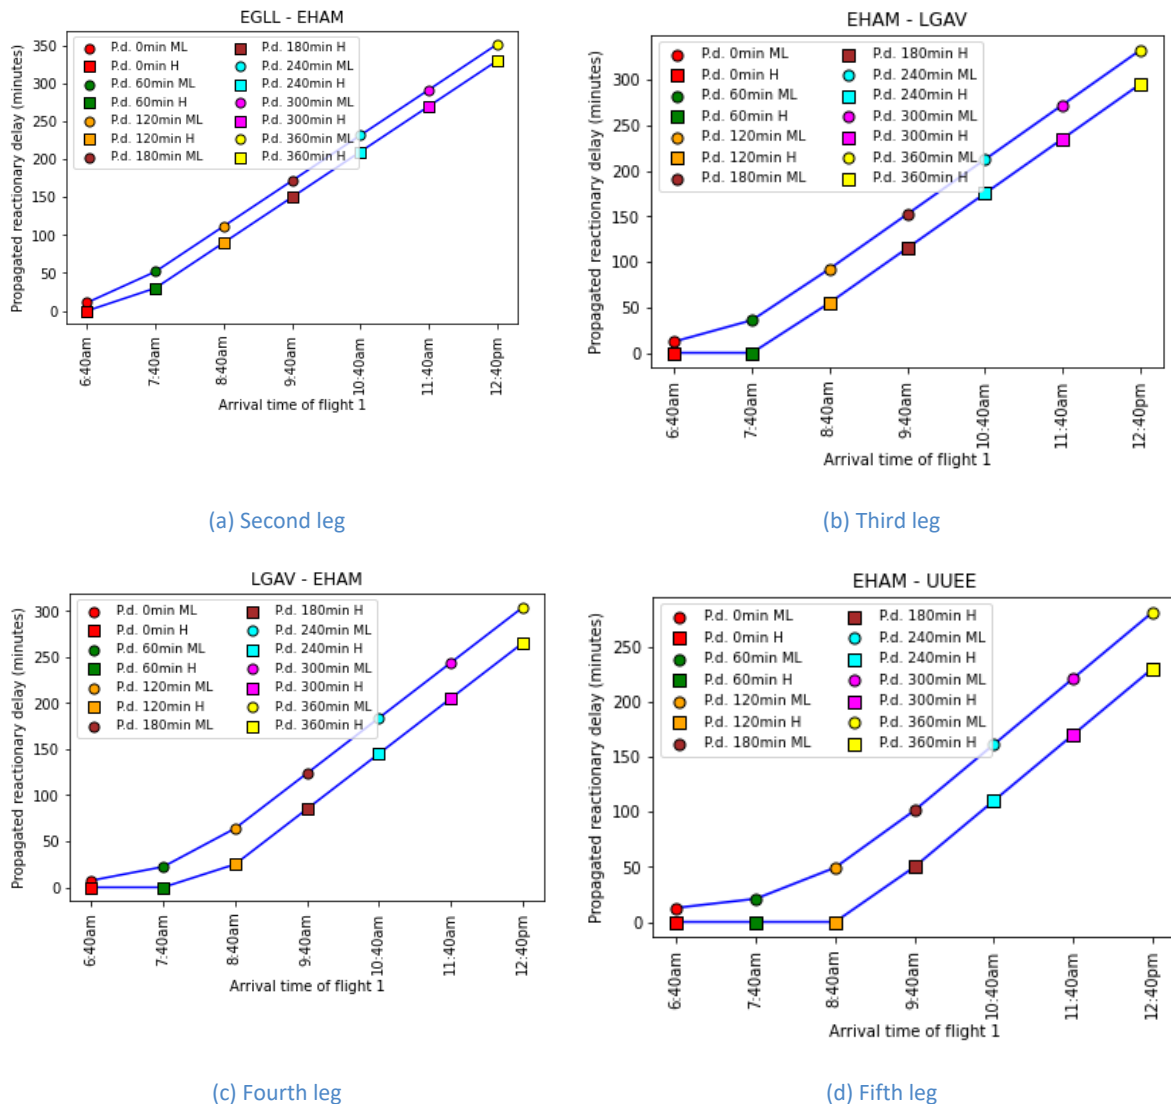 EGLL - EHAM
Propagated reactionary delay (minutes)
350
300
250
200
150
100
50
0
P.d. 0min ML
P.d. 0min H
P.d. 60min ML
P.d. 60min H
P.d. 120min ML
P.d. 120min H
P.d. 180min ML
P.d. 180min H
P.d. 240min ML
P.d. 240min H
P.d. 300min ML
P.d. 300min H
P.d. 360min ML
P.d. 360min H
6:40am
7:40am
8:40am
9:40am
10:40am
11:40am
12:40pm
Arrival time of flight 1
(a) Second leg
EHAM - LGAV
Propagated reactionary delay (minutes)
300
250
200
150
100
50
0
P.d. 0min ML
P.d. 0min H
P.d. 60min ML
P.d. 60min H
P.d. 120min ML
P.d. 120min H
P.d. 180min ML
P.d. 180min H
P.d. 240min ML
P.d. 240min H
P.d. 300min ML
P.d. 300min H
P.d. 360min ML
P.d. 360min H
6:40am
7:40am
8:40am
9:40am
10:40am
11:40am
12:40pm
Arrival time of flight 1
(b) Third leg
LGAV - EHAM
Propagated reactionary delay (minutes)
300
250
200
150
100
50
0
P.d. 0min ML
P.d. 0min H
P.d. 60min ML
P.d. 60min H
P.d. 120min ML
P.d. 120min H
P.d. 180min ML
P.d. 180min H
P.d. 240min ML
P.d. 240min H
P.d. 300min ML
P.d. 300min H
P.d. 360min ML
P.d. 360min H
6:40am
7:40am
8:40am
9:40am
10:40am
11:40am
12:40pm
Arrival time of flight 1
(c) Fourth leg
EHAM - UUEE
Propagated reactionary delay (minutes)
250
200
150
100
50
0
P.d. 0min ML
P.d. 0min H
P.d. 60min ML
P.d. 60min H
P.d. 120min ML
P.d. 120min H
P.d. 180min ML
P.d. 180min H
P.d. 240min ML
P.d. 240min H
P.d. 300min ML
P.d. 300min H
P.d. 360min ML
P.d. 360min H
6:40am
7:40am
8:40am
9:40am
10:40am
11:40am
12:40pm
Arrival time of flight 1
(d) Fifth leg